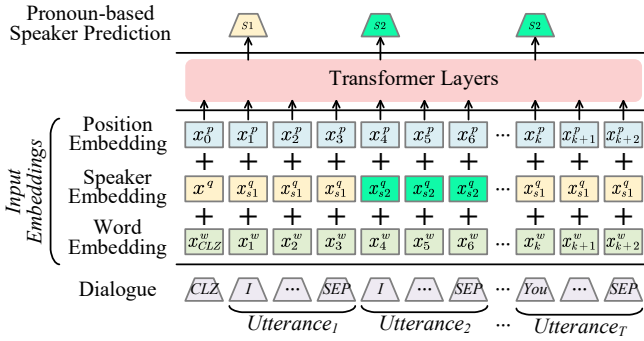 Pronoun-based
Speaker Prediction S1 S2 S2
Transformer Layers
Input Embeddings
Position Embedding x_0^p x_1^p x_2^p x_3^p x_4^p x_5^p x_6^p ... x_k^p x_{k+1}^p x_{k+2}^p
+ + + + + + + + + +
Speaker Embedding x^q x_{s1}^q x_{s1}^q x_{s1}^q x_{s2}^q x_{s2}^q x_{s2}^q ... x_{s1}^q x_{s1}^q x_{s1}^q
+ + + + + + + + + +
Word Embedding x_{CLZ}^w x_1^w x_2^w x_3^w x_4^w x_5^w x_6^w ... x_k^w x_{k+1}^w x_{k+2}^w
Dialogue CLZ I ... SEP I ... SEP ... You ... SEP
Utterance_1 Utterance_2 ... Utterance_T